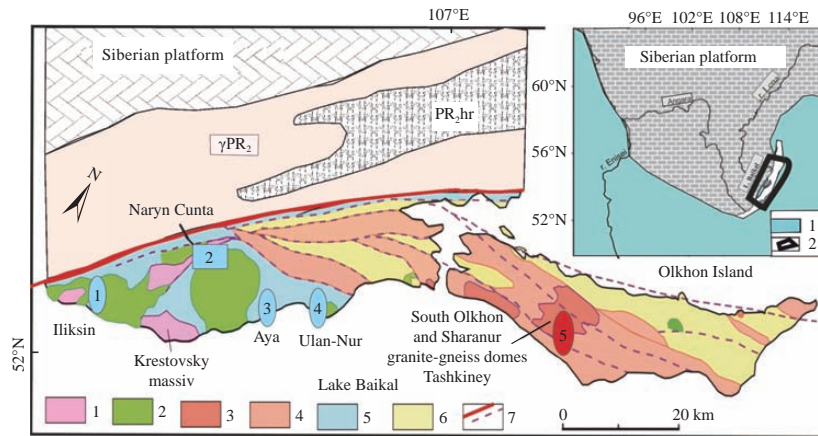 107°E
Siberian platform
PR₂hr
γPR₂
N
Naryn Cunta
2
1
3
4
Iliksin
Krestovsky
massiv
Aya
Ulan-Nur
52°N
Lake Baikal
South Olkhon
and Sharanur
granite-gneiss domes
Tashkiney
5
Olkhon Island
1
2
3
4
5
6
7
0
20 km
96°E
102°E
108°E
114°E
Siberian platform
60°N
56°N
52°N
Angara
r. Lena
r. Enisei
L. Baikal
1
2